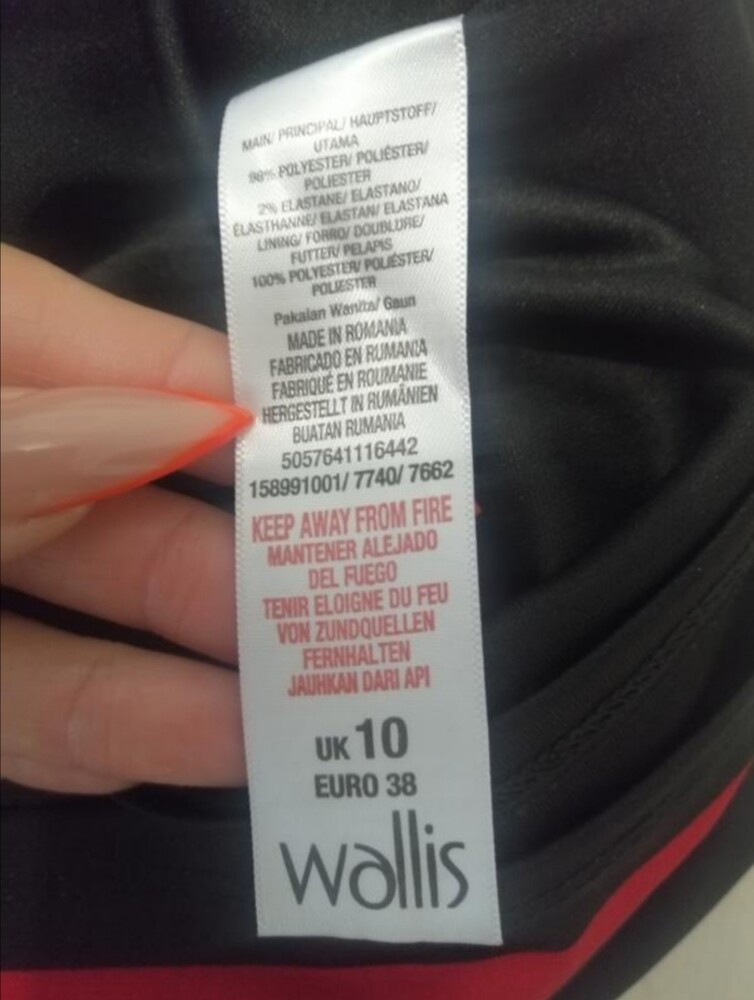 MAIN/ PRINCIPAL/ HAUPTSTOFF/
UTAMA
98% POLYESTER/ POLIÉSTER/
POLIESTER
2% ELASTANE/ ELASTANO/
ÉLASTHANNE/ ELASTAN/ ELASTANA
LINING/ FORRO/ DOUBLURE/
FUTTER/ PELAPIS
100% POLYESTER/ POLIÉSTER/
POLIESTER
Pakaian Wanita/ Gaun
MADE IN ROMANIA
FABRICADO EN RUMANIA
FABRIQUÉ EN ROUMANIE
HERGESTELLT IN RUMÄNIEN
BUATAN RUMANIA
5057641116442
158991001/ 7740/ 7662
KEEP AWAY FROM FIRE
MANTENER ALEJADO
DEL FUEGO
TENIR ELOIGNE DU FEU
VON ZUNDQUELLEN
FERNHALTEN
JAUHKAN DARI API
UK 10
EURO 38
wallis